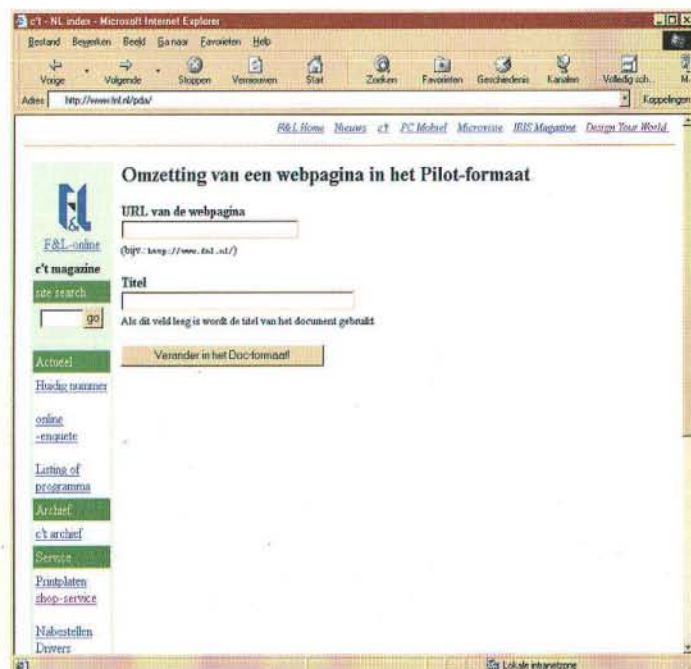 c't - NL index - Microsoft Internet Explorer
Bestand Bewerken Beeld Ga naar Favorieten Help
Vorige Volgende Stoppen Vernieuwen Start Zoeken Favorieten Geschiedenis Kanalen Volledig sch. M
Adres http://www.fnl.nl/pda/ Koppelingen
F&L Home Nieuws c't PC Mobiel Microvisie IBIS Magazine Design Your World
F&L
F&L-online
c't magazine
site search
go
Actueel
Huidig nummer
online
-enquete
Listing of
programma
Archief
c't archief
Service
Printplaten
shop-service
Nabestellen
Drivers
Omzetting van een webpagina in het Pilot-formaat
URL van de webpagina
(bijv.: http://www.fnl.nl/)
Titel
Als dit veld leeg is wordt de titel van het document gebruikt
Verander in het Doc-formaat!
Lokale intranetzone